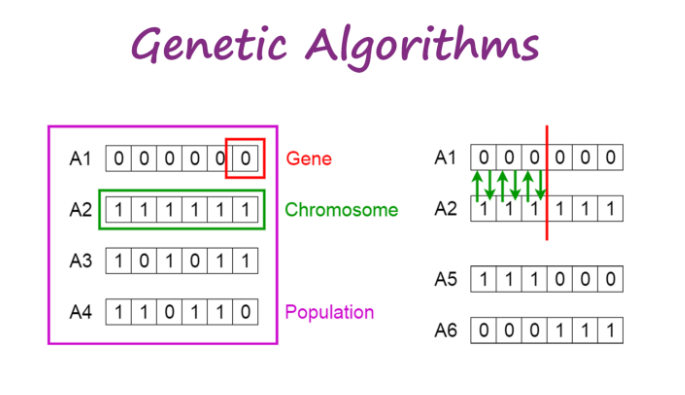 Genetic Algorithms
A1 0 0 0 0 0 0 Gene
A2 1 1 1 1 1 1 Chromosome
A3 1 0 1 0 1 1
A4 1 1 0 1 1 0 Population
A1 0 0 0 0 0 0
A2 1 1 1 1 1 1
A5 1 1 1 0 0 0
A6 0 0 0 1 1 1